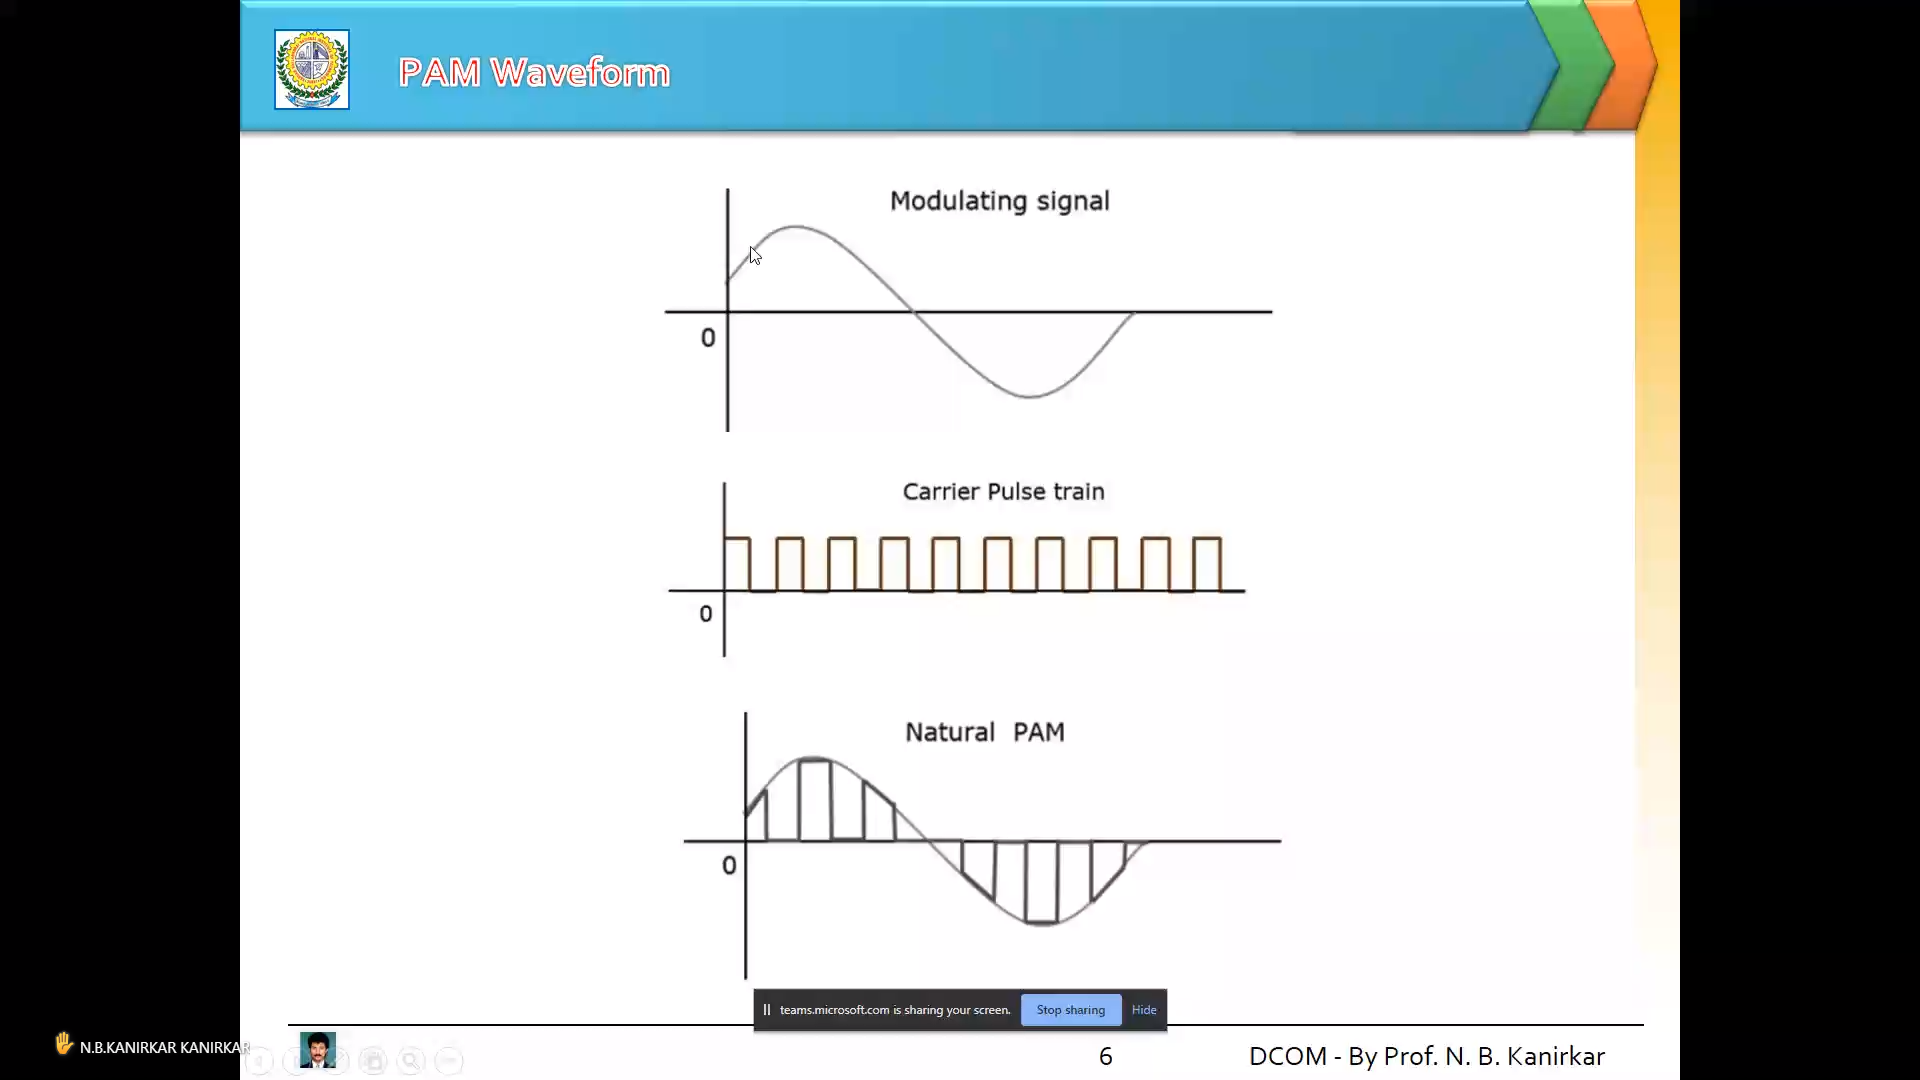 PAM Waveform
Modulating signal
0
Carrier Pulse train
0
Natural PAM
0
teams.microsoft.com is sharing your screen. Stop sharing Hide
N.B.KANIRKAR KANIRKAR
6
DCOM - By Prof. N. B. Kanirkar